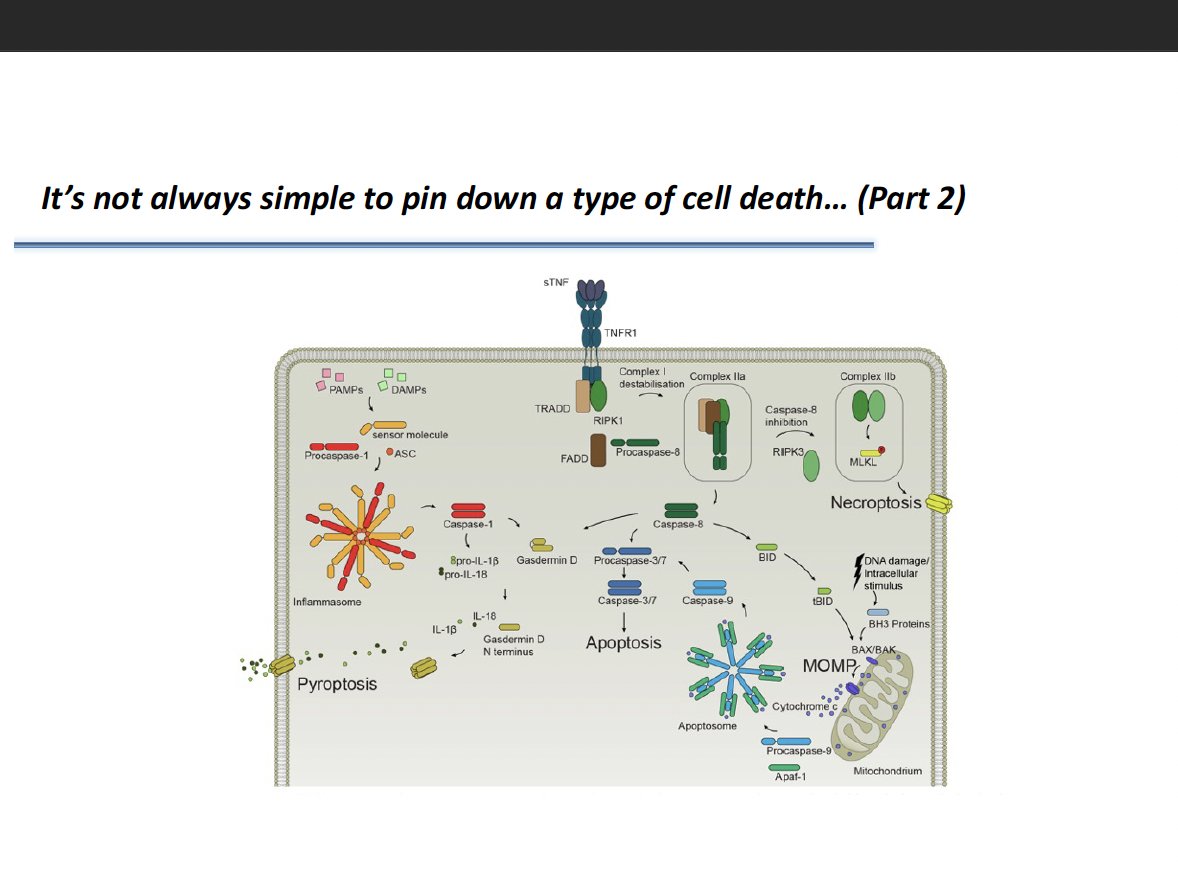 It's not always simple to pin down a type of cell death... (Part 2)
sTNF
TNFR1
PAMPs
DAMPs
sensor molecule
Procaspase-1
ASC
Inflammasome
Caspase-1
pro-IL-1β
pro-IL-18
IL-18
IL-1β
Gasdermin D
Gasdermin D
N terminus
Pyroptosis
TRADD
RIPK1
FADD
Procaspase-8
Complex I
destabilisation
Complex IIa
Caspase-8
inhibition
RIPK3
Complex IIb
MLKL
Necroptosis
Caspase-8
Procaspase-3/7
Caspase-3/7
Apoptosis
Caspase-9
BID
tBID
DNA damage/
Intracellular
stimulus
BH3 Proteins
BAX/BAK
MOMP
Cytochrome c
Apoptosome
Procaspase-9
Apaf-1
Mitochondrium